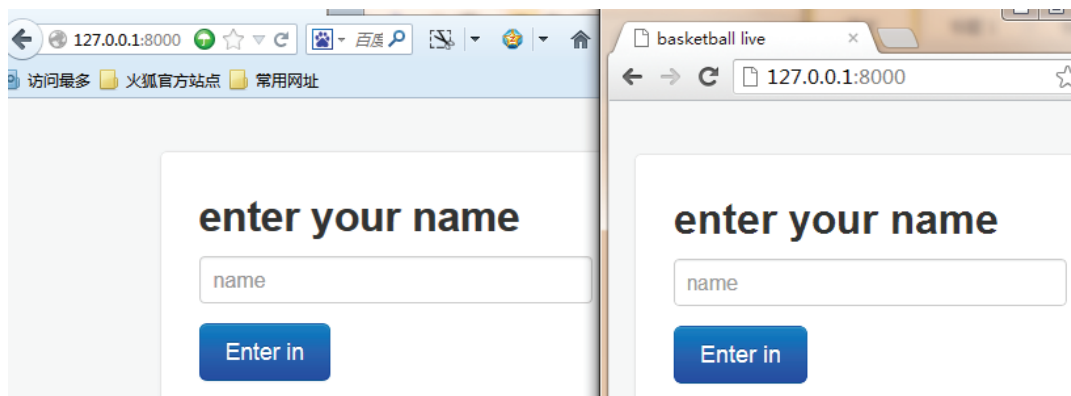 127.0.0.1:8000
百度
访问最多 火狐官方站点 常用网址
enter your name
name
Enter in
basketball live
127.0.0.1:8000
enter your name
name
Enter in